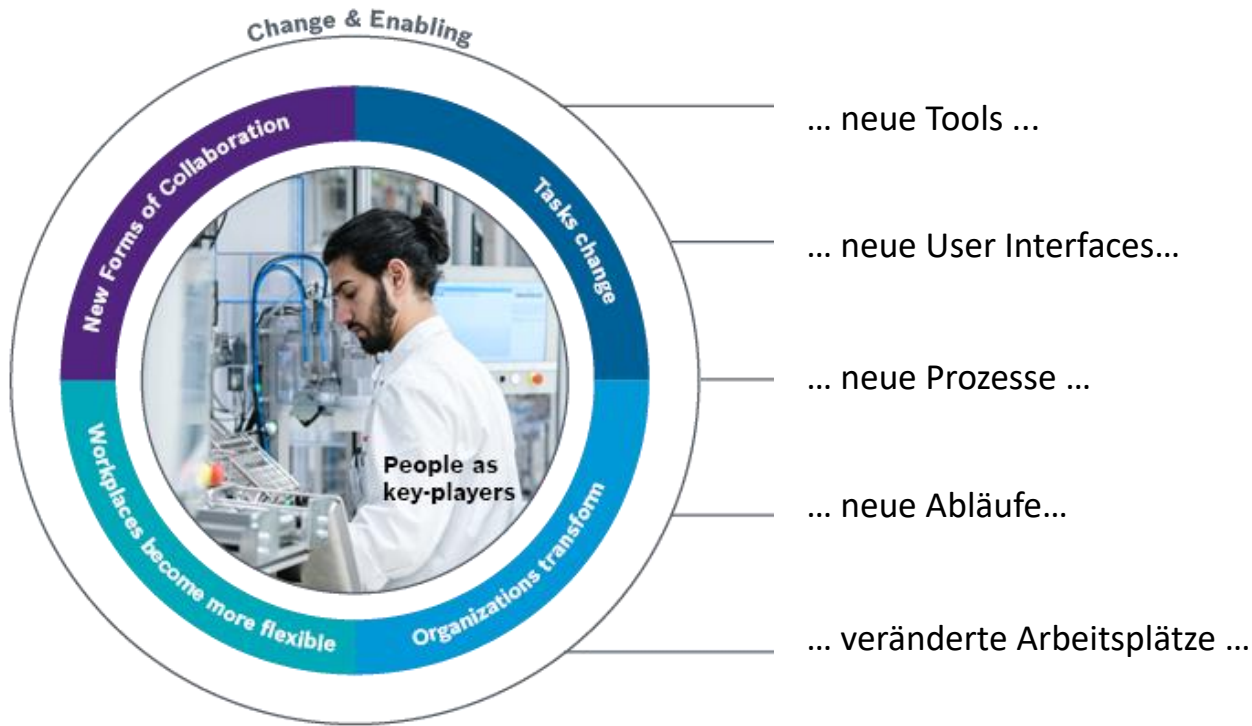 Change & Enabling
New Forms of Collaboration
Tasks change
Workplaces become more flexible
Organizations transform
People as
key-players
... neue Tools ...
... neue User Interfaces...
... neue Prozesse ...
... neue Abläufe...
... veränderte Arbeitsplätze ...